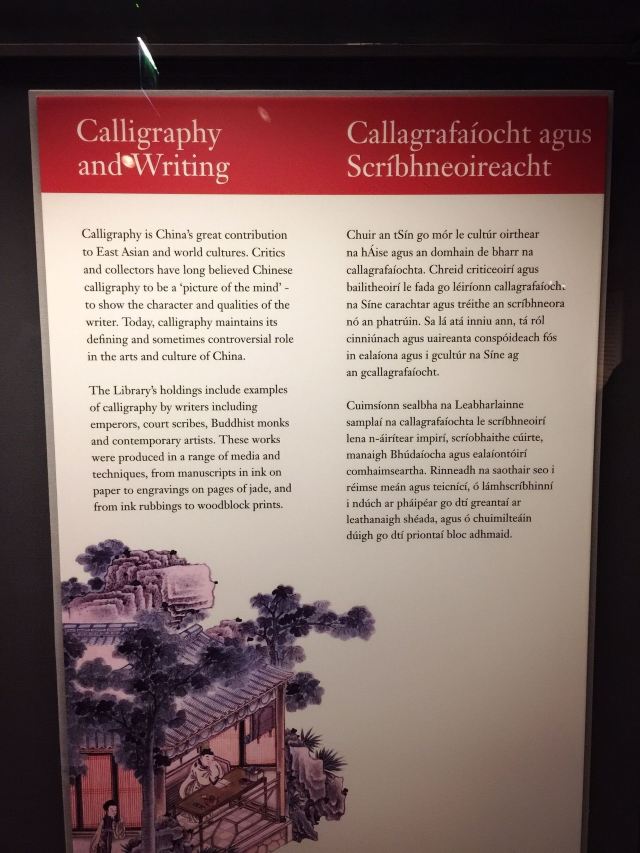 Calligraphy
and Writing
Calligraphy is China's great contribution
to East Asian and world cultures. Critics
and collectors have long believed Chinese
calligraphy to be a 'picture of the mind' -
to show the character and qualities of the
writer. Today, calligraphy maintains its
defining and sometimes controversial role
in the arts and culture of China.
The Library's holdings include examples
of calligraphy by writers including
emperors, court scribes, Buddhist monks
and contemporary artists. These works
were produced in a range of media and
techniques, from manuscripts in ink on
paper to engravings on pages of jade, and
from ink rubbings to woodblock prints.
Callagrafaíocht agus
Scríbhneoireacht
Chuir an tSín go mór le cultúr oirthear
na hÁise agus an domhain de bharr na
callagrafaíochta. Chreid criticeoirí agus
bailitheoirí le fada go léiríonn callagrafaíocht
na Síne carachtar agus tréithe an scríbhneora
nó an phatrúin. Sa lá atá inniu ann, tá ról
cinniúnach agus uaireanta conspóideach fós
in ealaíona agus i gcultúr na Síne ag
an gcallagrafaíocht.
Cuimsíonn sealbha na Leabharlainne
samplaí na callagrafaíochta le scríbhneoirí
lena n-áirítear impirí, scríobhaithe cúirte,
manaigh Bhúdaíocha agus ealaíontóirí
comhaimseartha. Rinneadh na saothair seo i
réimse meán agus teicnící, ó lámhscríbhinní
i ndúch ar pháipéar go dtí greantaí ar
leathanaigh shéada, agus ó chuimilteáin
dúigh go dtí priontaí bloc adhmaid.